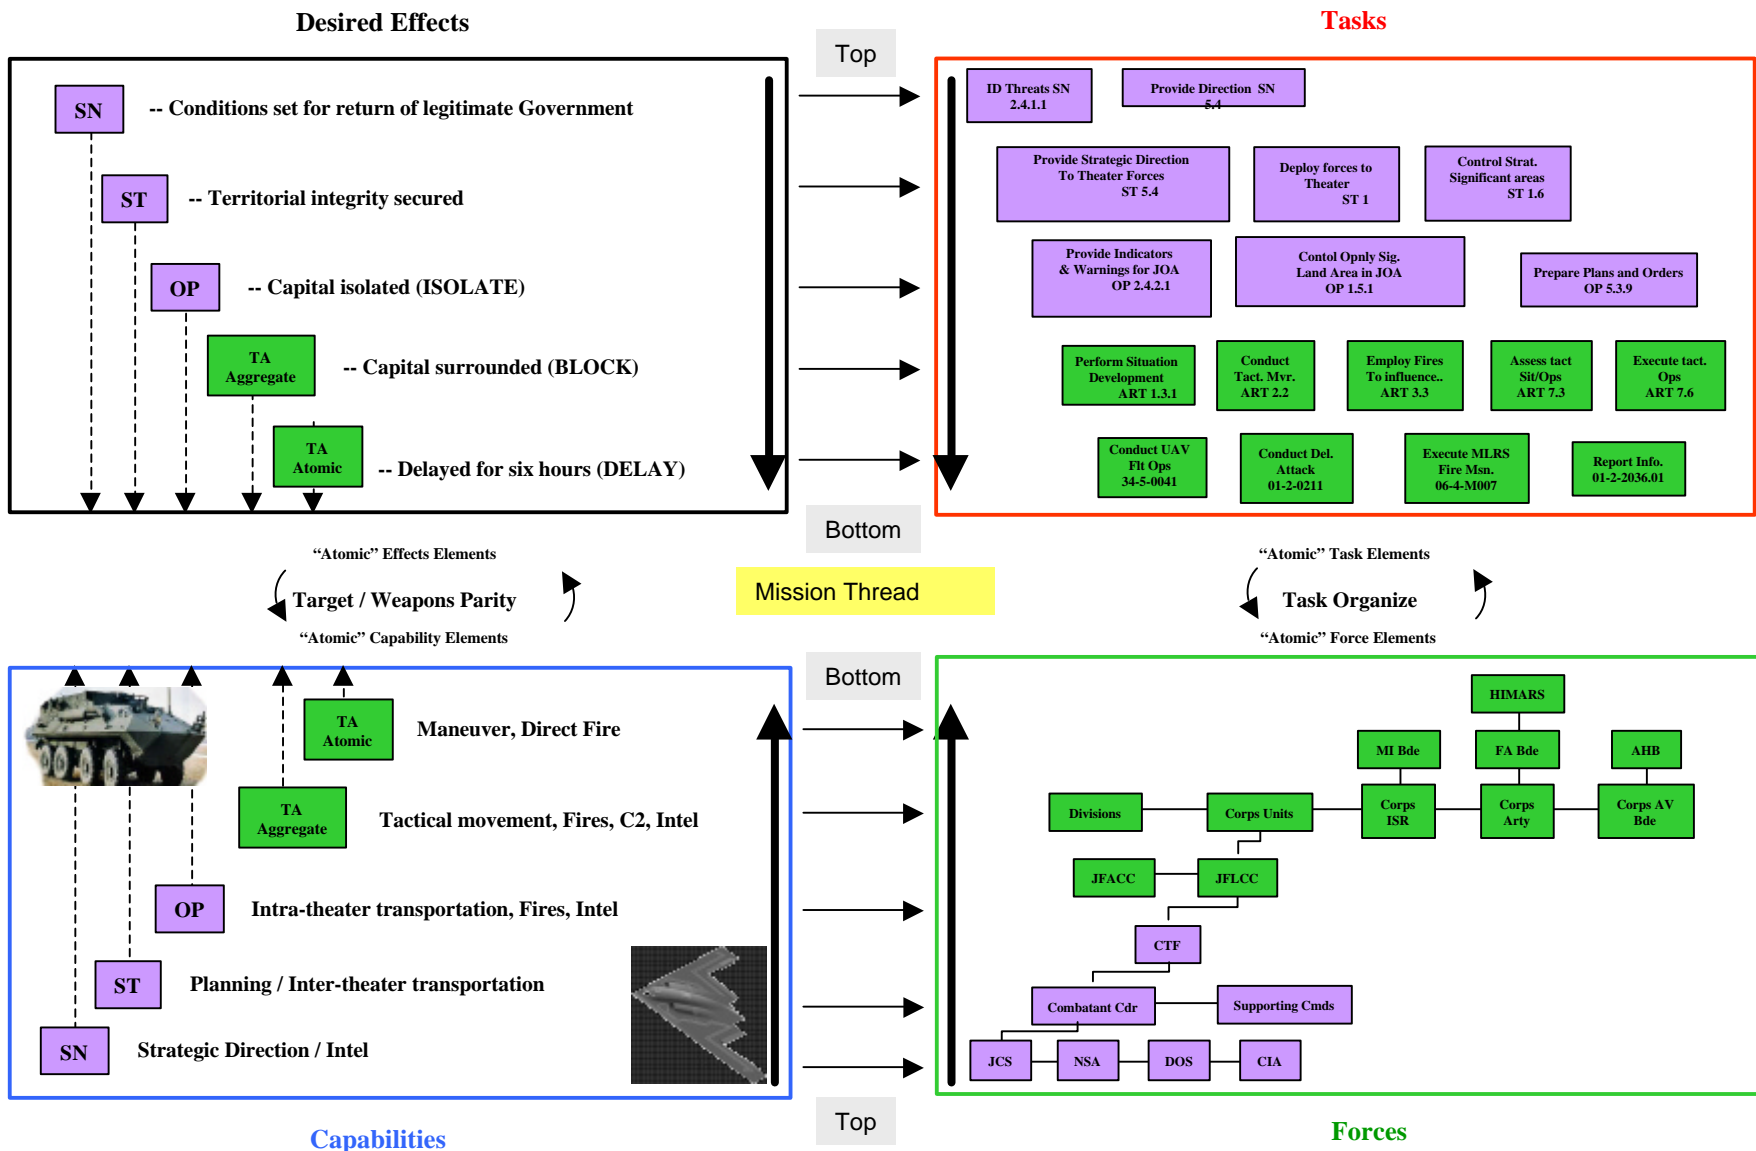 Desired Effects
Top
Tasks
SN
-- Conditions set for return of legitimate Government
ST
-- Territorial integrity secured
OP
-- Capital isolated (ISOLATE)
TA
Aggregate
-- Capital surrounded (BLOCK)
TA
Atomic
-- Delayed for six hours (DELAY)
ID Threats SN
2.4.1.1
Provide Direction SN
5.4
Provide Strategic Direction
To Theater Forces
ST 5.4
Deploy forces to
Theater
ST 1
Control Strat.
Significant areas
ST 1.6
Provide Indicators
& Warnings for JOA
OP 2.4.2.1
Contol Opnly Sig.
Land Area in JOA
OP 1.5.1
Prepare Plans and Orders
OP 5.3.9
Perform Situation
Development
ART 1.3.1
Conduct
Tact. Mvr.
ART 2.2
Employ Fires
To influence..
ART 3.3
Assess tact
Sit/Ops
ART 7.3
Execute tact.
Ops
ART 7.6
Conduct UAV
Flt Ops
34-5-0041
Conduct Del.
Attack
01-2-0211
Execute MLRS
Fire Msn.
06-4-M007
Report Info.
01-2-2036.01
Bottom
“Atomic” Effects Elements
Target / Weapons Parity
“Atomic” Capability Elements
Mission Thread
“Atomic” Task Elements
Task Organize
“Atomic” Force Elements
Bottom
TA
Atomic
Maneuver, Direct Fire
TA
Aggregate
Tactical movement, Fires, C2, Intel
OP
Intra-theater transportation, Fires, Intel
ST
Planning / Inter-theater transportation
SN
Strategic Direction / Intel
HIMARS
MI Bde
FA Bde
AHB
Divisions
Corps Units
Corps
ISR
Corps
Arty
Corps AV
Bde
JFACC
JFLCC
CTF
Combatant Cdr
Supporting Cmds
JCS
NSA
DOS
CIA
Top
Capabilities
Forces